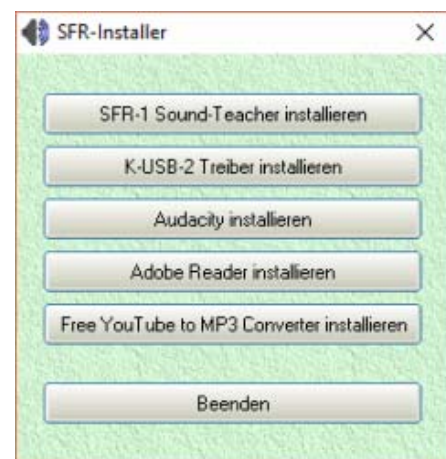 SFR-Installer
SFR-1 Sound-Teacher installieren
K-USB-2 Treiber installieren
Audacity installieren
Adobe Reader installieren
Free YouTube to MP3 Converter installieren
Beenden